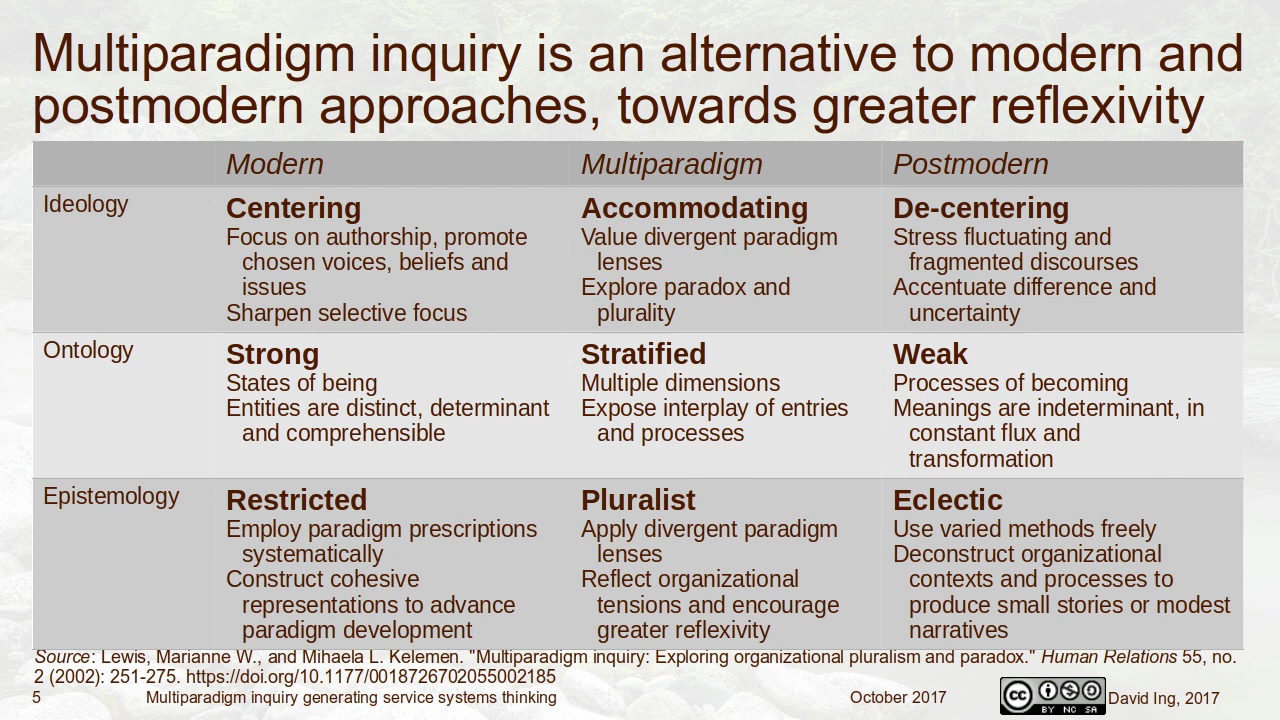 Multiparadigm inquiry is an alternative to modern and
postmodern approaches, towards greater reflexivity
Modern
Multiparadigm
Postmodern
Ideology
Centering
Focus on authorship, promote
chosen voices, beliefs and
issues
Sharpen selective focus
Accommodating
Value divergent paradigm
lenses
Explore paradox and
plurality
De-centering
Stress fluctuating and
fragmented discourses
Accentuate difference and
uncertainty
Ontology
Strong
States of being
Entities are distinct, determinant
and comprehensible
Stratified
Multiple dimensions
Expose interplay of entries
and processes
Weak
Processes of becoming
Meanings are indeterminant, in
constant flux and
transformation
Epistemology
Restricted
Employ paradigm prescriptions
systematically
Construct cohesive
representations to advance
paradigm development
Pluralist
Apply divergent paradigm
lenses
Reflect organizational
tensions and encourage
greater reflexivity
Eclectic
Use varied methods freely
Deconstruct organizational
contexts and processes to
produce small stories or modest
narratives
Source: Lewis, Marianne W., and Mihaela L. Kelemen. "Multiparadigm inquiry: Exploring organizational pluralism and paradox." Human Relations 55, no.
2 (2002): 251-275. https://doi.org/10.1177/0018726702055002185
5
Multiparadigm inquiry generating service systems thinking
October 2017
cc
BY NC SA
David Ing, 2017